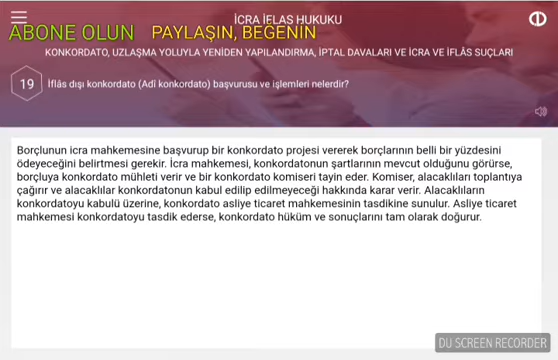 İCRA İFLAS HUKUKU
ABONE OLUN PAYLAŞIN, BEĞENİN
KONKORDATO, UZLAŞMA YOLUYLA YENİDEN YAPILANDIRMA, İPTAL DAVALARI VE İCRA VE İFLÂS SUÇLARI
19 İflâs dışı konkordato (Adî konkordato) başvurusu ve işlemleri nelerdir?
Borçlunun icra mahkemesine başvurup bir konkordato projesi vererek borçlarının belli bir yüzdesini
ödeyeceğini belirtmesi gerekir. İcra mahkemesi, konkordatonun şartlarının mevcut olduğunu görürse,
borçluya konkordato mühleti verir ve bir konkordato komiseri tayin eder. Komiser, alacaklıları toplantıya
çağırır ve alacaklılar konkordatonun kabul edilip edilmeyeceği hakkında karar verir. Alacaklıların
konkordatoyu kabulü üzerine, konkordato asliye ticaret mahkemesinin tasdikine sunulur. Asliye ticaret
mahkemesi konkordatoyu tasdik ederse, konkordato hüküm ve sonuçlarını tam olarak doğurur.
DU SCREEN RECORDER